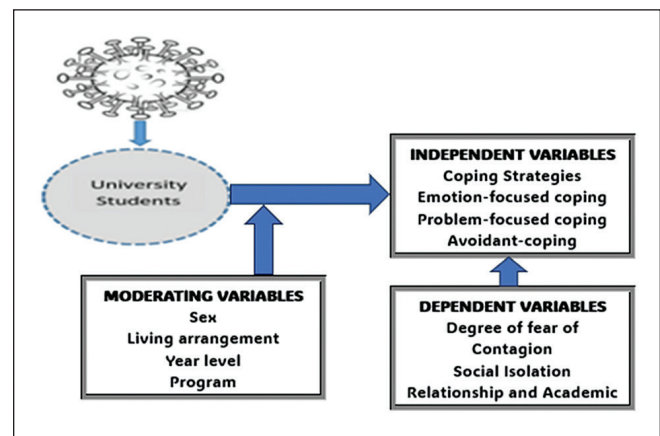 University
Students
INDEPENDENT VARIABLES
Coping Strategies
Emotion-focused coping
Problem-focused coping
Avoidant-coping
MODERATING VARIABLES
Sex
Living arrangement
Year level
Program
DEPENDENT VARIABLES
Degree of fear of
Contagion
Social Isolation
Relationship and Academic